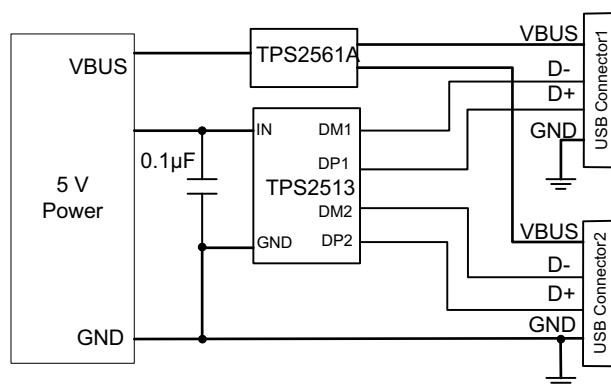 VBUS
5 V
Power
GND
TPS2561A
0.1µF
IN
DM1
DP1
TPS2513
DM2
GND
DP2
VBUS
D-
D+
GND
USB Connector1
VBUS
D-
D+
GND
USB Connector2